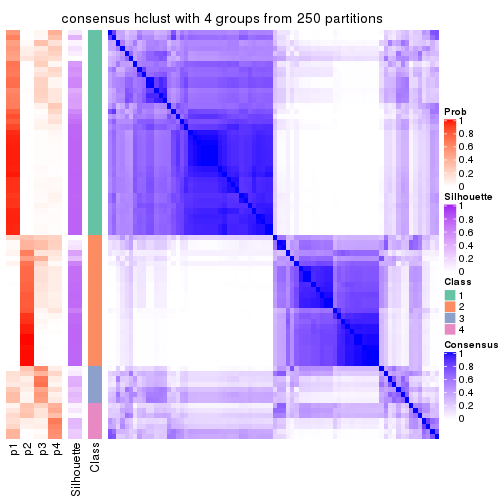 consensus hclust with 4 groups from 250 partitions
Prob
1
0.8
0.6
0.4
0.2
0
Silhouette
1
0.8
0.6
0.4
0.2
0
Class
1
2
3
4
Consensus
1
0.8
0.6
0.4
0.2
0
p1
p2
p3
p4
Silhouette
Class